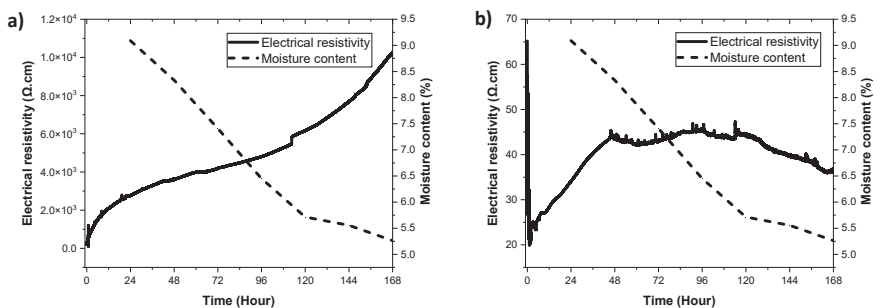 a)
Electrical resistivity (Ω.cm)
1.2×10⁴
1.0×10⁴
8.0×10³
6.0×10³
4.0×10³
2.0×10³
0.0
Electrical resistivity
Moisture content
9.5
9.0
8.5
8.0
7.5
7.0
6.5
6.0
5.5
5.0
Moisture content (%)
0 24 48 72 96 120 144 168
Time (Hour)
b)
Electrical resistivity (Ω.cm)
70
65
60
55
50
45
40
35
30
25
20
Electrical resistivity
Moisture content
9.5
9.0
8.5
8.0
7.5
7.0
6.5
6.0
5.5
5.0
Moisture content (%)
0 24 48 72 96 120 144 168
Time (Hour)